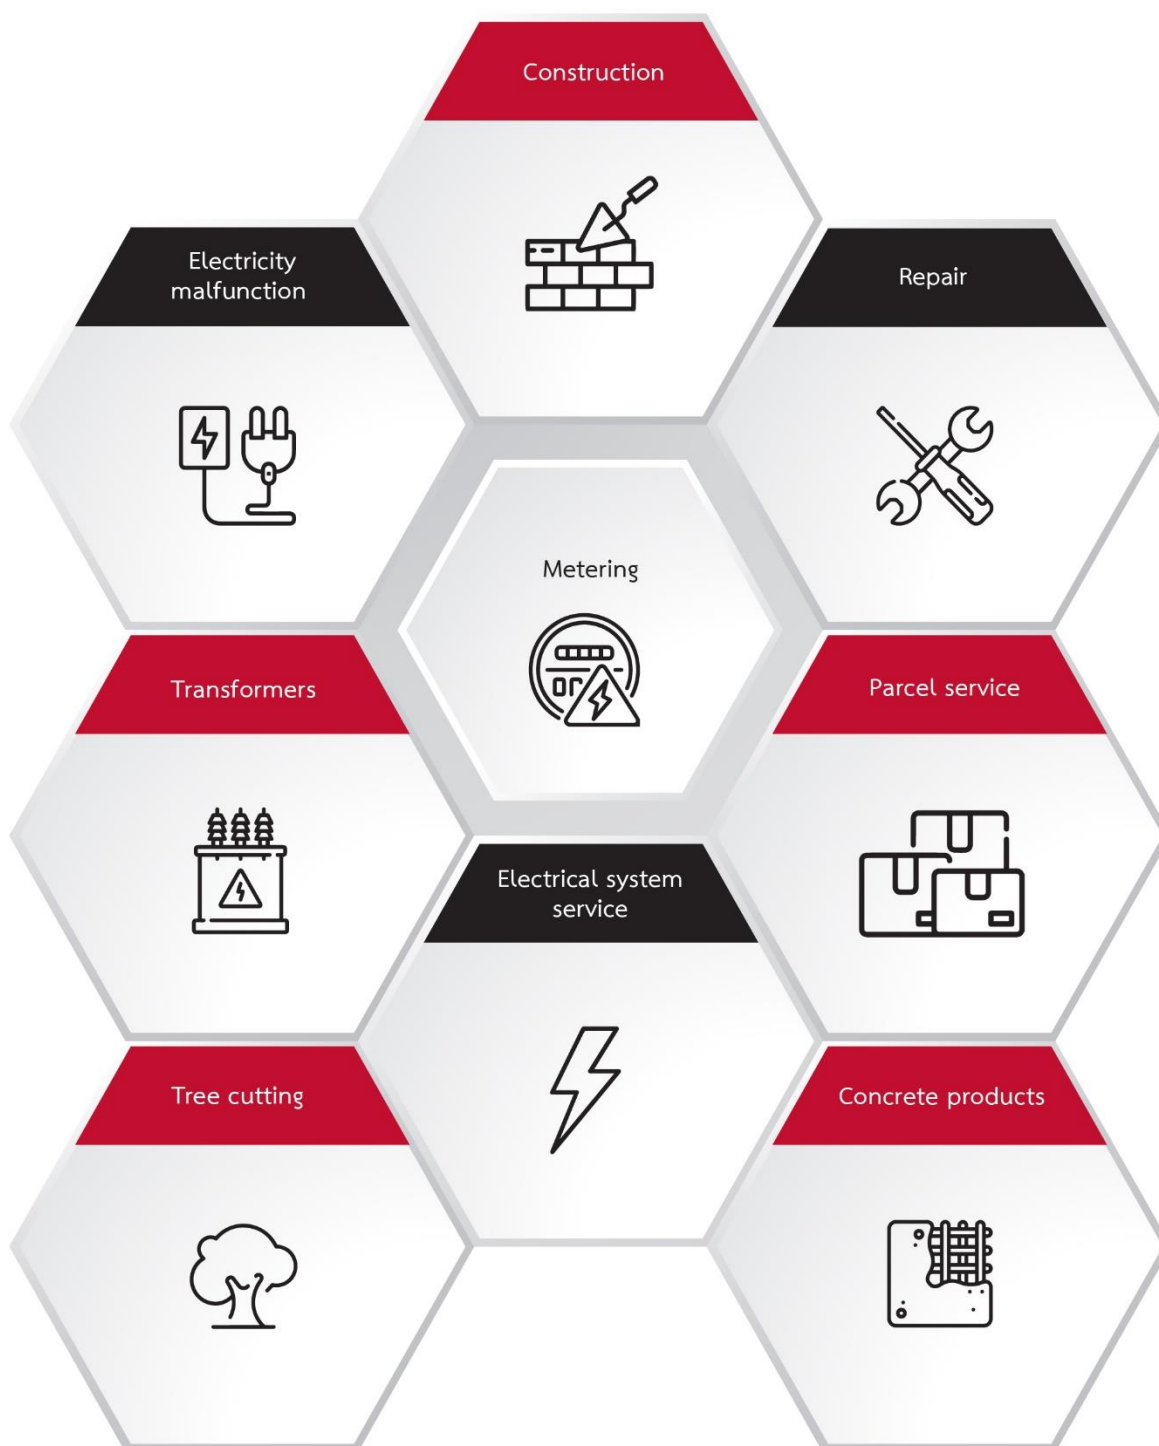 Construction
Electricity
malfunction
Repair
Metering
Transformers
Parcel service
Electrical system
service
Tree cutting
Concrete products